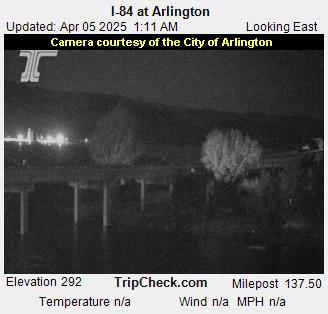 I-84 at Arlington
Updated: Apr 05 2025 1:11 AM Looking East
Camera courtesy of the City of Arlington
Elevation 292 TripCheck.com Milepost 137.50
Temperature n/a Wind n/a MPH n/a